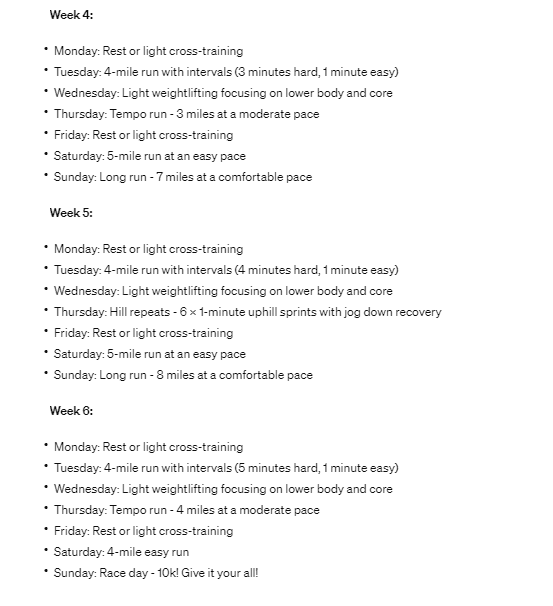 Week 4:
• Monday: Rest or light cross-training
• Tuesday: 4-mile run with intervals (3 minutes hard, 1 minute easy)
• Wednesday: Light weightlifting focusing on lower body and core
• Thursday: Tempo run - 3 miles at a moderate pace
• Friday: Rest or light cross-training
• Saturday: 5-mile run at an easy pace
• Sunday: Long run - 7 miles at a comfortable pace
Week 5:
• Monday: Rest or light cross-training
• Tuesday: 4-mile run with intervals (4 minutes hard, 1 minute easy)
• Wednesday: Light weightlifting focusing on lower body and core
• Thursday: Hill repeats - 6 × 1-minute uphill sprints with jog down recovery
• Friday: Rest or light cross-training
• Saturday: 5-mile run at an easy pace
• Sunday: Long run - 8 miles at a comfortable pace
Week 6:
• Monday: Rest or light cross-training
• Tuesday: 4-mile run with intervals (5 minutes hard, 1 minute easy)
• Wednesday: Light weightlifting focusing on lower body and core
• Thursday: Tempo run - 4 miles at a moderate pace
• Friday: Rest or light cross-training
• Saturday: 4-mile easy run
• Sunday: Race day - 10k! Give it your all!